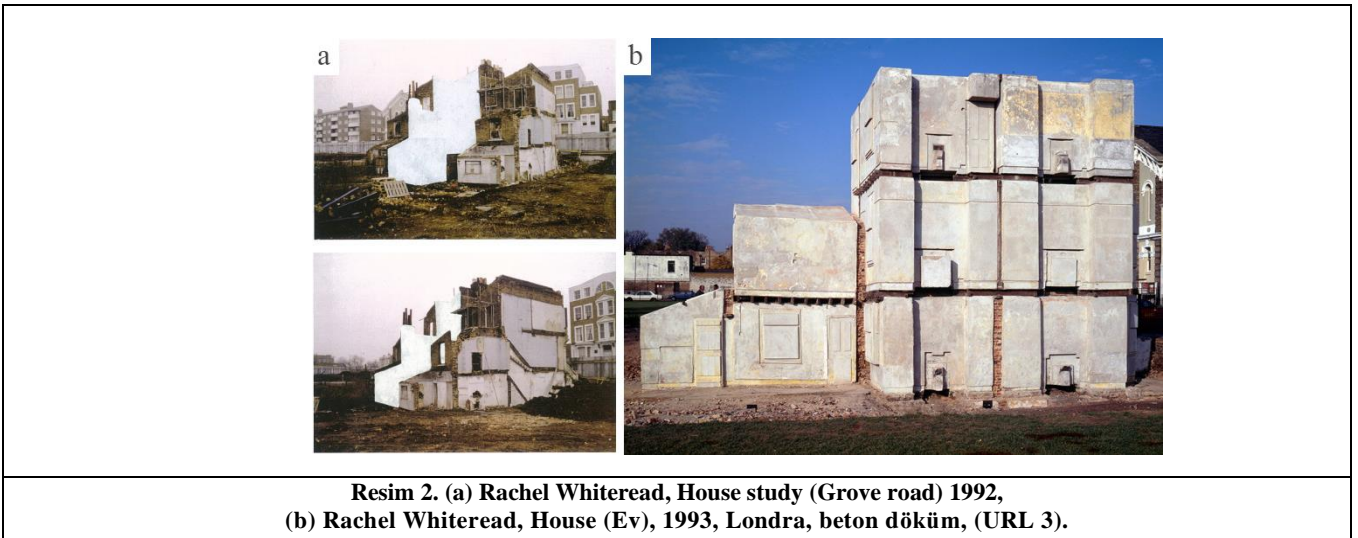 a
b
Resim 2. (a) Rachel Whiteread, House study (Grove road) 1992,
(b) Rachel Whiteread, House (Ev), 1993, Londra, beton döküm, (URL 3).